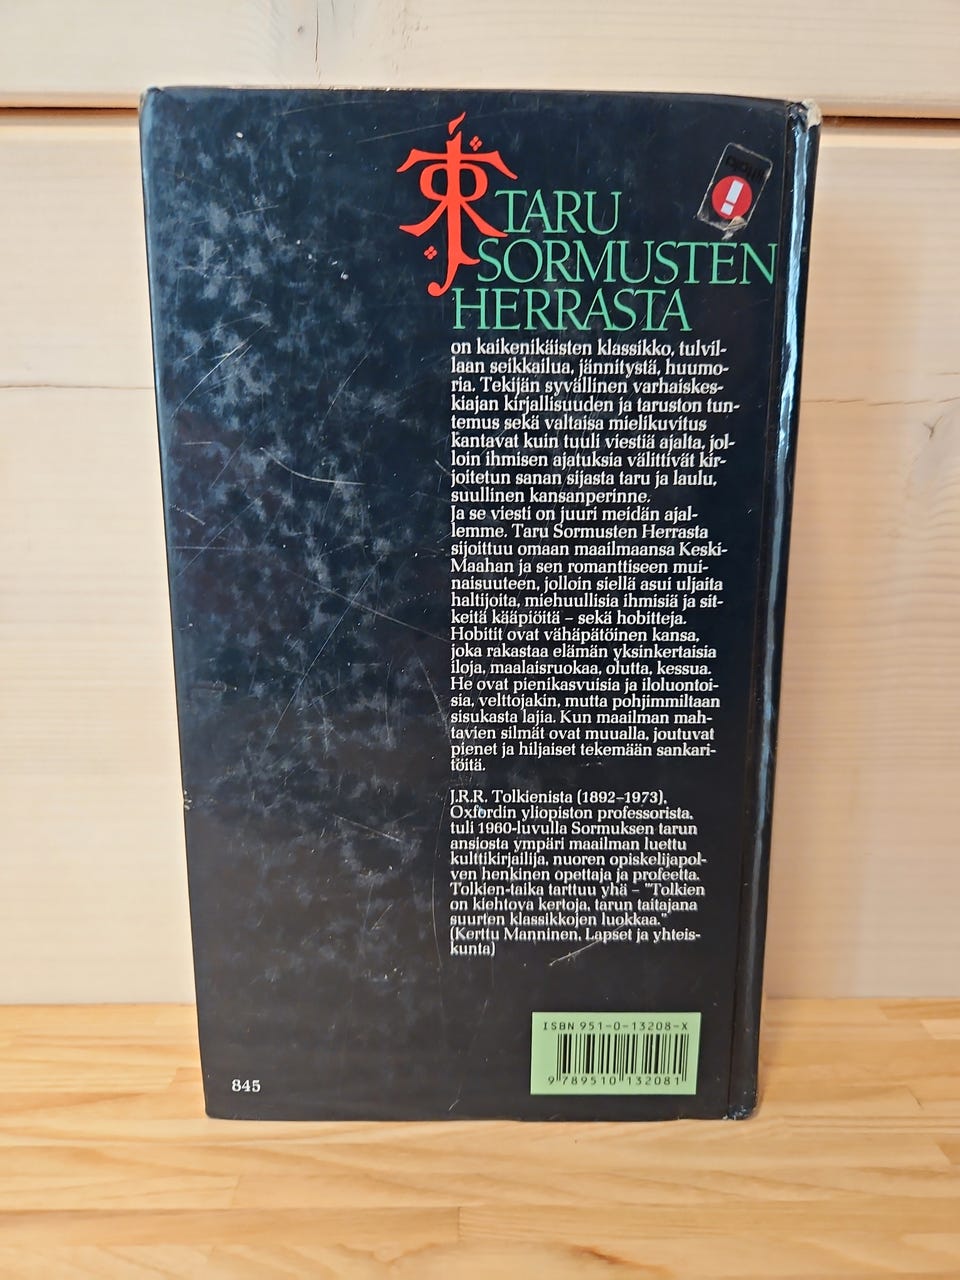 TARU
SORMUSTEN
HERRASTA
on kaikenikäisten klassikko, tulvil-
laan seikkailua, jännitystä, huumo-
ria. Tekijän syvällinen varhaiskes-
kiajan kirjallisuuden ja taruston tun-
temus sekä valtaisa mielikuvitus
kantavat kuin tuuli viestiä ajalta, jol-
loin ihmisen ajatuksia välittivät kir-
joitetun sanan sijasta taru ja laulu,
suullinen kansanperinne.
Ja se viesti on juuri meidän ajal-
lemme. Taru Sormusten Herrasta
sijoittuu omaan maailmaansa Keski-
Maahan ja sen romanttiseen mui-
naisuuteen, jolloin siellä asui uljaita
haltijoita, miehuullisia ihmisiä ja sit-
keitä kääpiöitä – sekä hobitteja.
Hobitit ovat vähäpätöinen kansa,
joka rakastaa elämän yksinkertaisia
iloja, maalaisruokaa, olutta, kessua.
He ovat pienikasvuisia ja iloluontoi-
sia, velttojakin, mutta pohjimmiltaan
sisukasta lajia. Kun maailman mah-
tavien silmät ovat muualla, joutuvat
pienet ja hiljaiset tekemään sankari-
töitä.
J.R.R. Tolkienista (1892–1973),
Oxfordin yliopiston professorista,
tuli 1960-luvulla Sormuksen tarun
ansiosta ympäri maailman luettu
kulttikirjailija, nuoren opiskelijapol-
ven henkinen opettaja ja profeetta.
Tolkien-taika tarttuu yhä – "Tolkien
on kiehtova kertoja, tarun taitajana
suurten klassikkojen luokkaa."
(Kerttu Manninen, Lapset ja yhteis-
kunta)
ISBN 951-0-13208-X
9 789510 132081
845